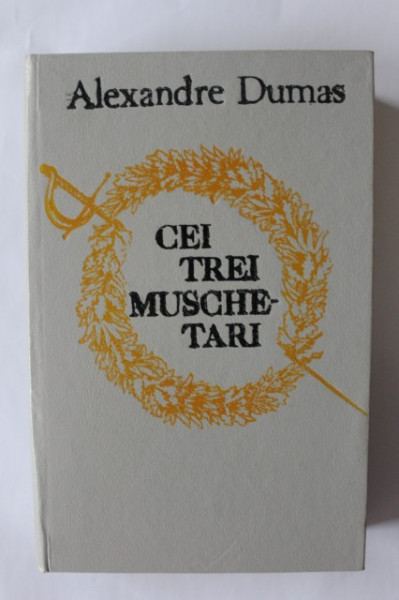 Alexandre Dumas
CEI
TREI
MUSCHE-
TARI